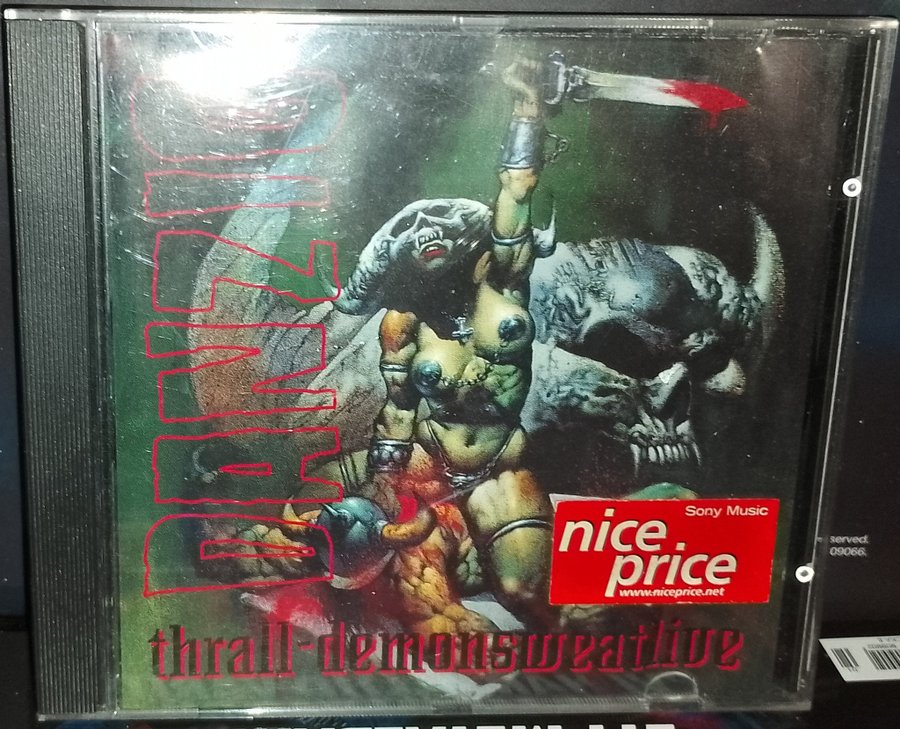 DANZIG
Sony Music
nice
price
www.niceprice.net
served.
09066.
thrall-demonsweatlive